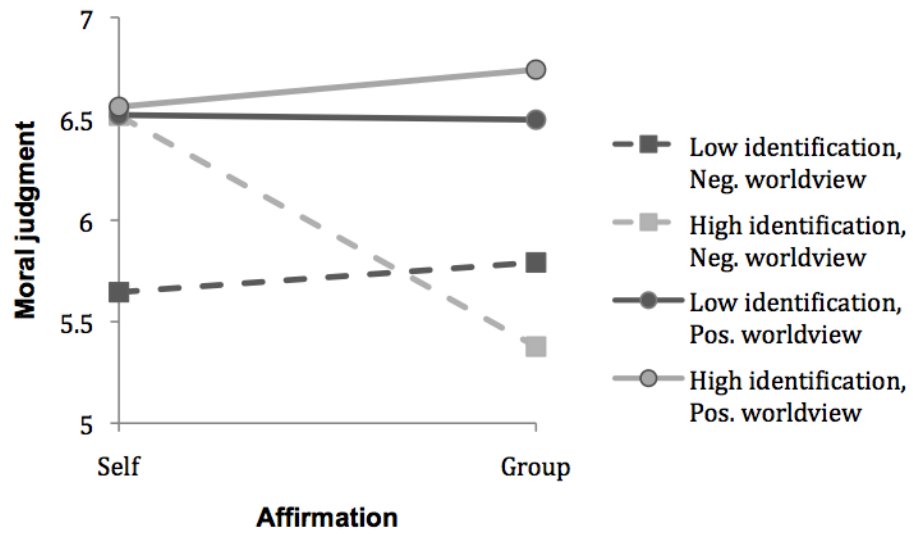 7
6.5
6
5.5
5
Moral judgment
Self
Group
Affirmation
Low identification,
Neg. worldview
High identification,
Neg. worldview
Low identification,
Pos. worldview
High identification,
Pos. worldview